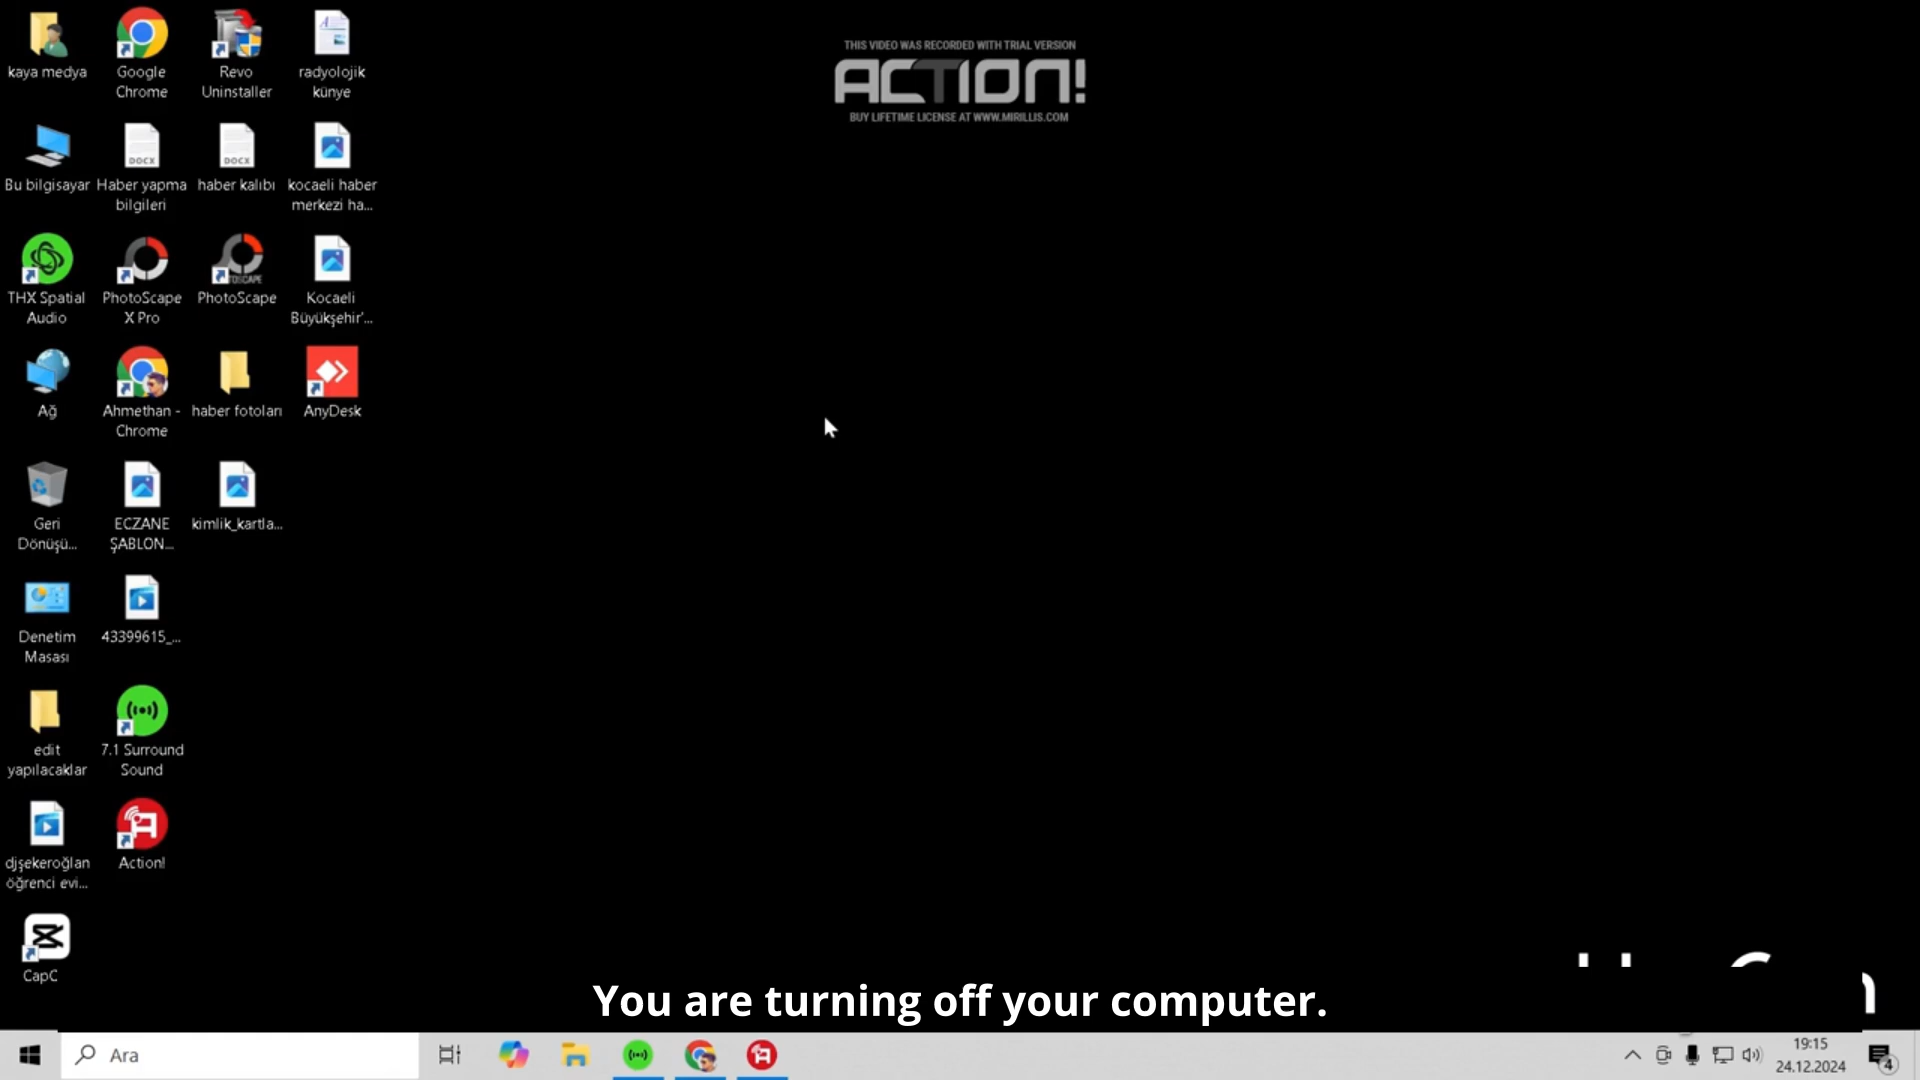 THIS VIDEO WAS RECORDED WITH TRIAL VERSION
ACTION!
BUY LIFETIME LICENSE AT WWW.MIRILLIS.COM
kaya medya
Google
Chrome
Revo
Uninstaller
radyolojik
künye
Bu bilgisayar
Haber yapma
bilgileri
haber kalıbı
kocaeli haber
merkezi ha...
THX Spatial
Audio
PhotoScape
X Pro
PhotoScape
Kocaeli
Büyükşehir'...
Ağ
Ahmethan -
Chrome
haber fotoları
AnyDesk
Geri
Dönüşü...
ECZANE
ŞABLON...
kimlik_kartla...
Denetim
Masası
43399615_...
edit
yapılacaklar
7.1 Surround
Sound
djşekeroğlan
öğrenci evi...
Action!
CapC
DOCX
DOCX
You are turning off your computer.
Ara
19:15
24.12.2024
4